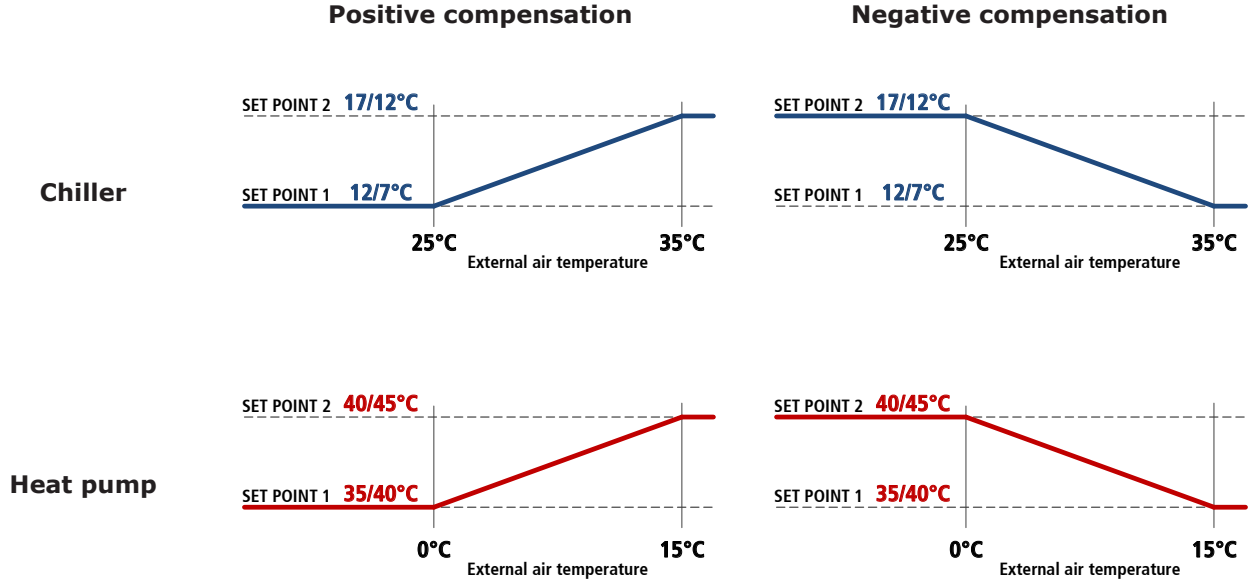 Positive compensation
Negative compensation
Chiller
SET POINT 2 17/12°C
SET POINT 1 12/7°C
25°C 35°C
External air temperature
SET POINT 2 17/12°C
SET POINT 1 12/7°C
25°C 35°C
External air temperature
Heat pump
SET POINT 2 40/45°C
SET POINT 1 35/40°C
0°C 15°C
External air temperature
SET POINT 2 40/45°C
SET POINT 1 35/40°C
0°C 15°C
External air temperature